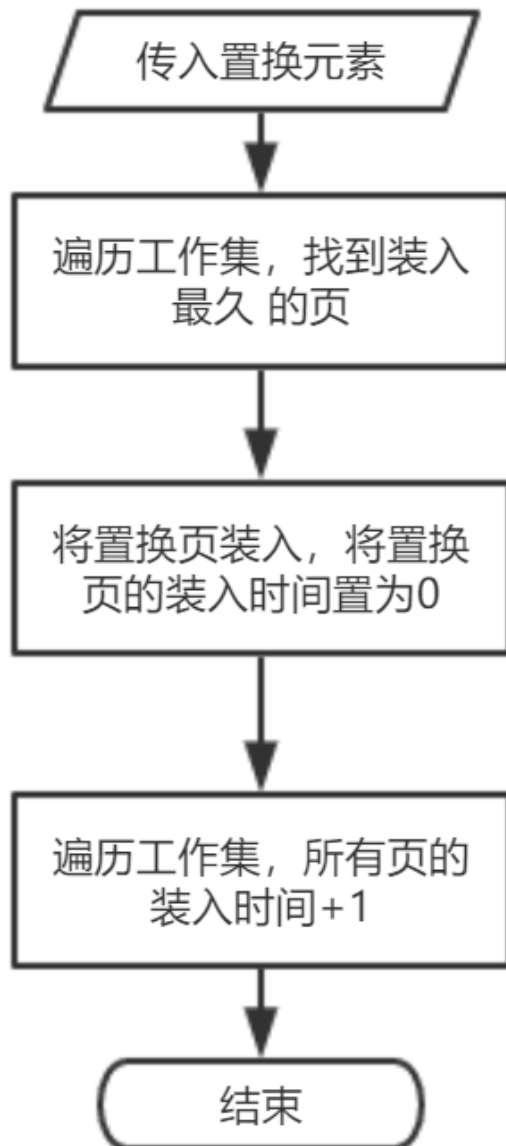 传入置换元素
遍历工作集，找到装入
最久 的页
将置换页装入，将置换
页的装入时间置为0
遍历工作集，所有页的
装入时间+1
结束